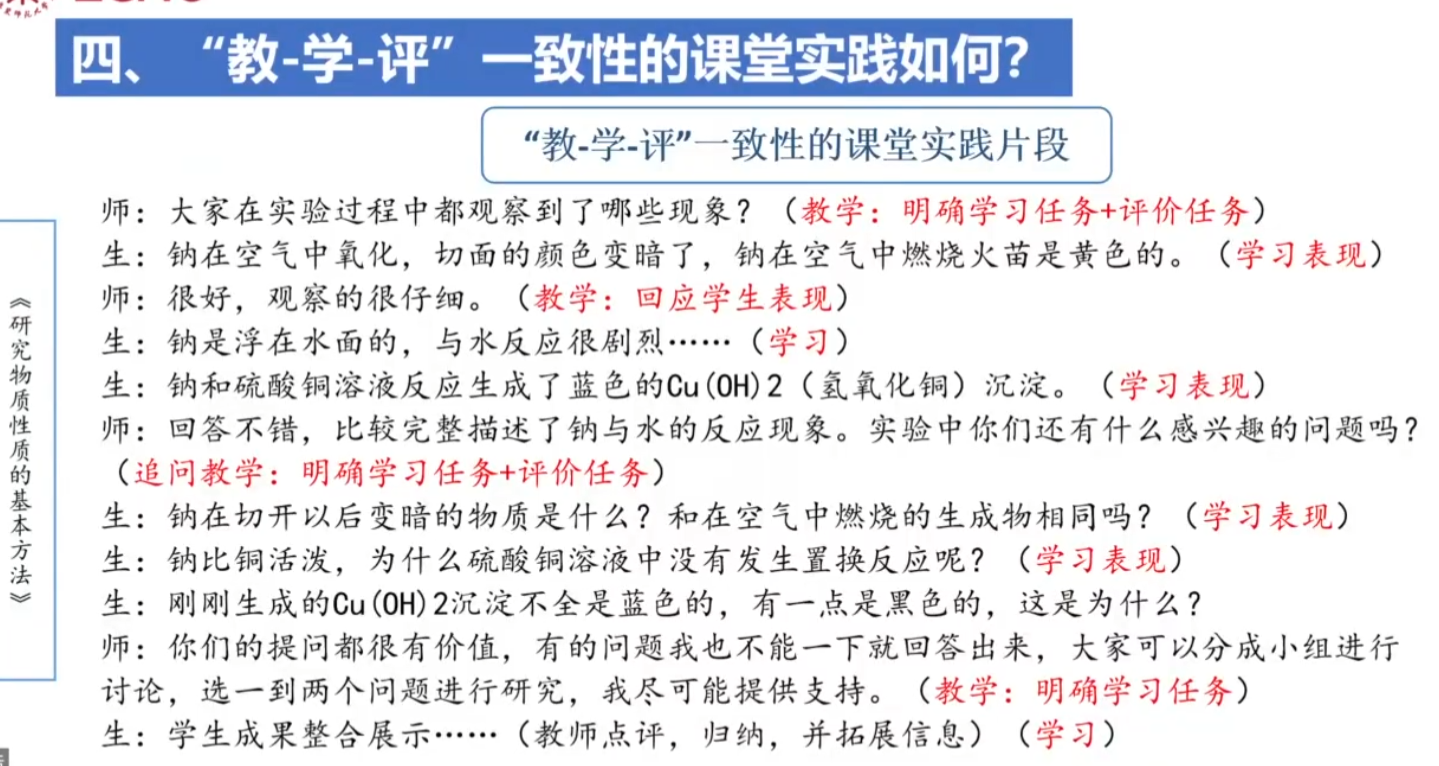 四、“教-学-评”一致性的课堂实践如何?
“教-学-评”一致性的课堂实践片段
《研究物质性质的基本方法》
师：大家在实验过程中都观察到了哪些现象？（教学：明确学习任务+评价任务）
生：钠在空气中氧化，切面的颜色变暗了，钠在空气中燃烧火苗是黄色的。（学习表现）
师：很好，观察的很仔细。（教学：回应学生表现）
生：钠是浮在水面的，与水反应很剧烈……（学习）
生：钠和硫酸铜溶液反应生成了蓝色的Cu(OH)2（氢氧化铜）沉淀。（学习表现）
师：回答不错，比较完整描述了钠与水的反应现象。实验中你们还有什么感兴趣的问题吗？
（追问教学：明确学习任务+评价任务）
生：钠在切开以后变暗的物质是什么？和在空气中燃烧的生成物相同吗？（学习表现）
生：钠比铜活泼，为什么硫酸铜溶液中没有发生置换反应呢？（学习表现）
生：刚刚生成的Cu(OH)2沉淀不全是蓝色的，有一点是黑色的，这是为什么？
师：你们的提问都很有价值，有的问题我也不能一下就回答出来，大家可以分成小组进行
讨论，选一到两个问题进行研究，我尽可能提供支持。（教学：明确学习任务）
生：学生成果整合展示……（教师点评，归纳，并拓展信息）（学习）